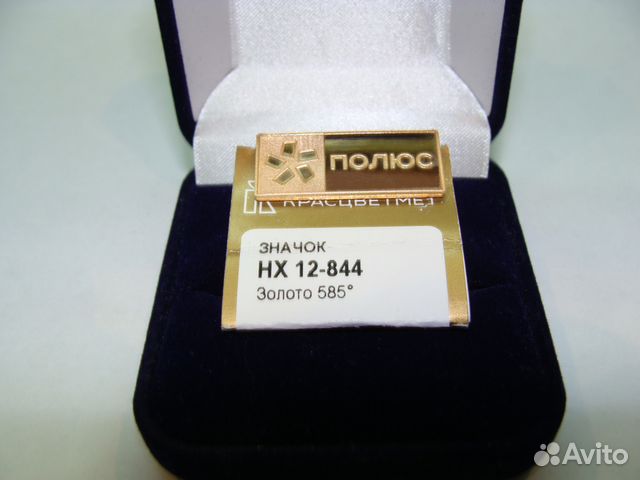 ПОЛЮС
КРАСЦВЕТМЕТ
ЗНАЧОК
НХ 12-844
Золото 585°
Avito